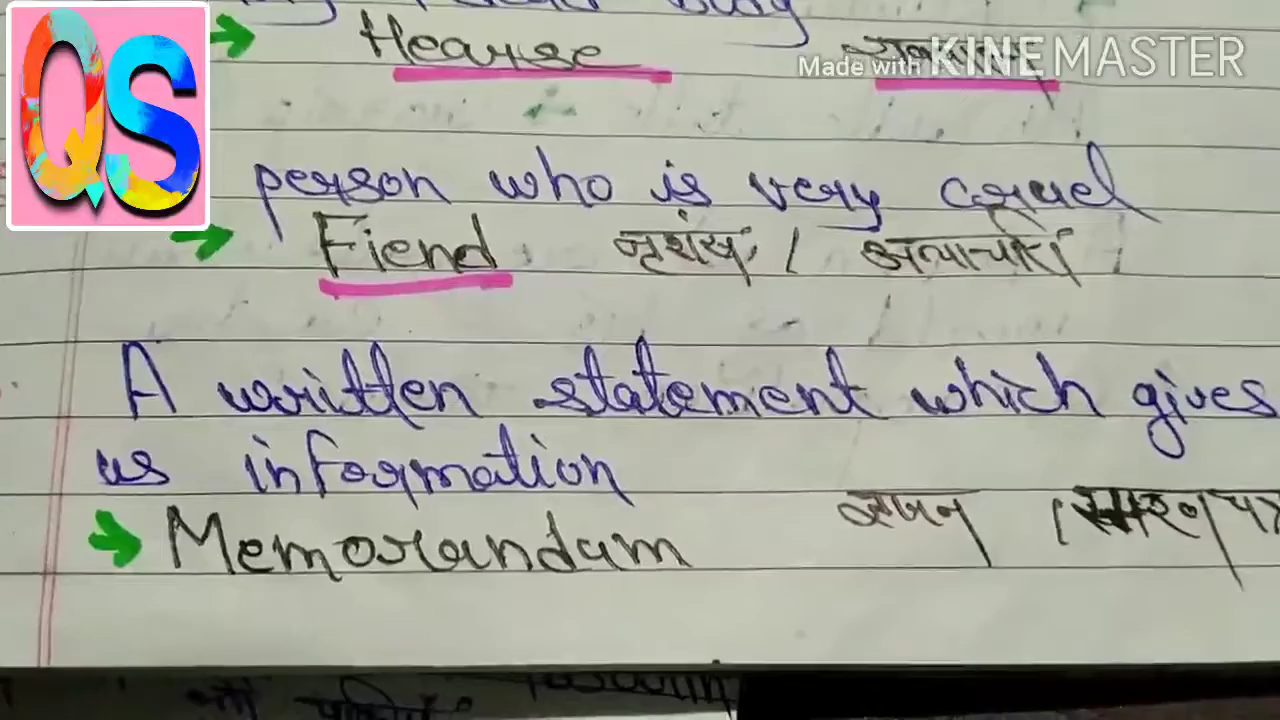 Hearse
Made with KINEMASTER
QS
person who is very cruel
Fiend नृशंस / अत्याचारी
A written statement which gives
us information
Memorandum